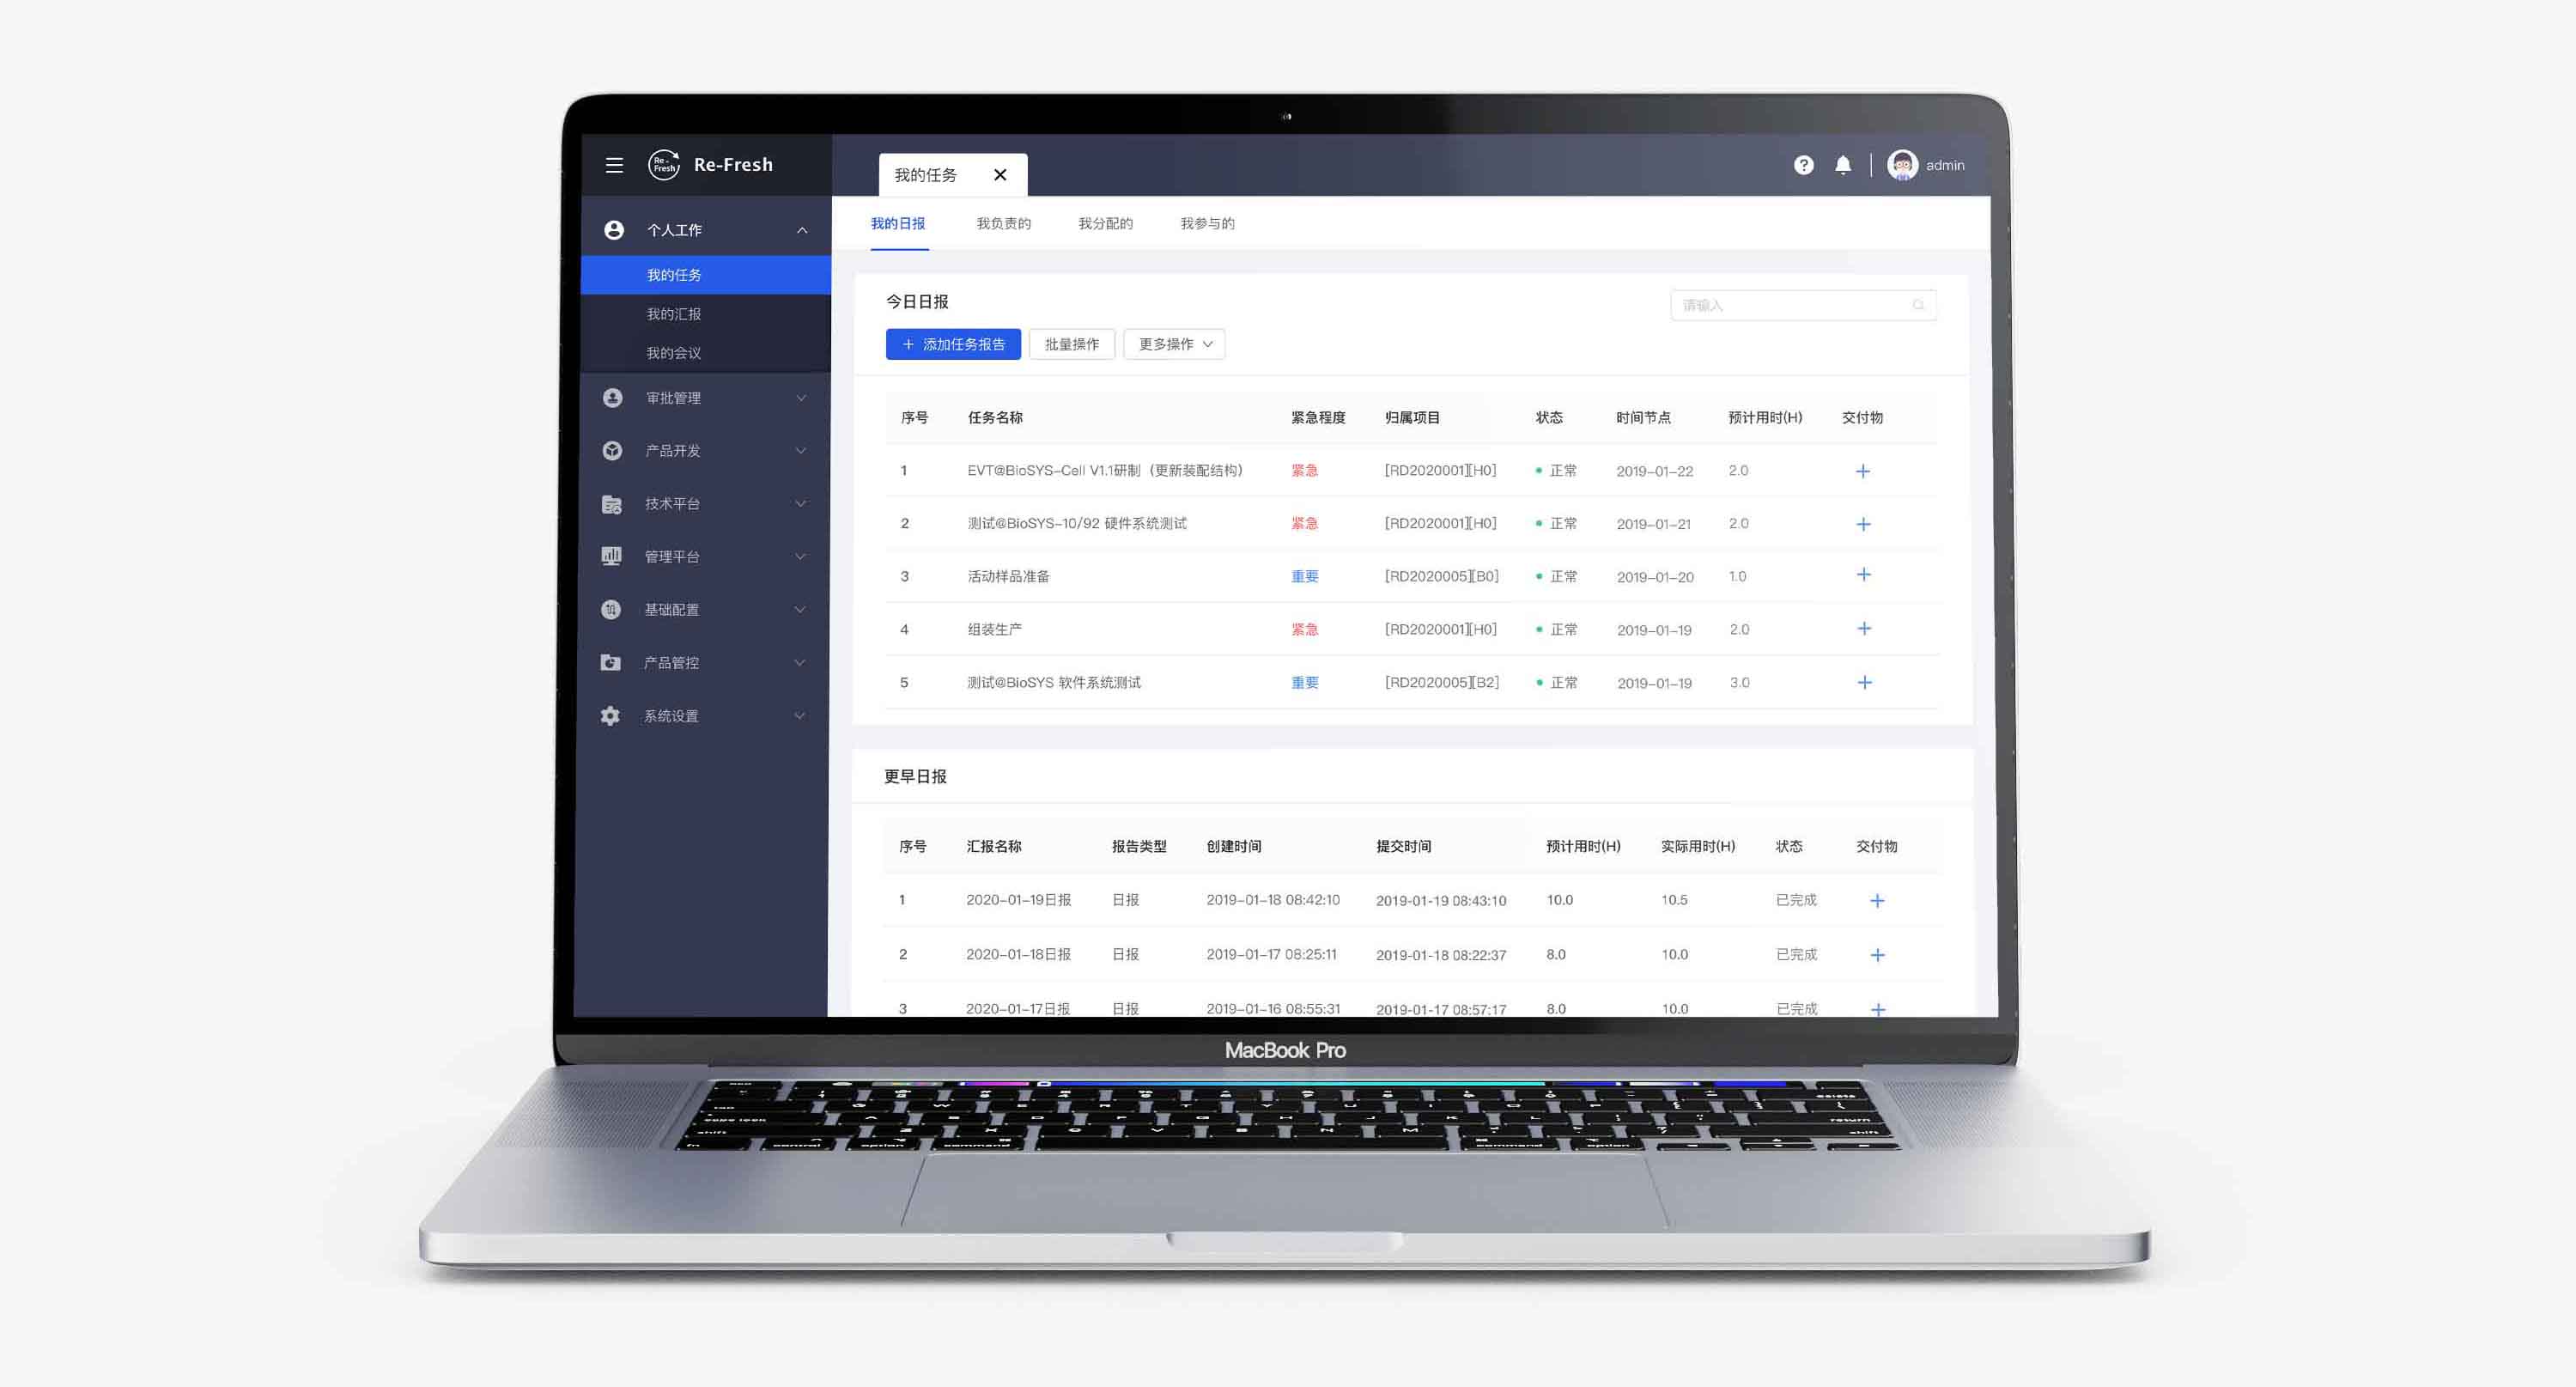 Re-Fresh
Re-Fresh
我的任务
admin
个人工作
我的任务
我的汇报
我的会议
审批管理
产品开发
技术平台
管理平台
基础配置
产品管控
系统设置
我的日报 我负责的 我分配的 我参与的
今日日报
请输入
+ 添加任务报告 批量操作 更多操作
序号 任务名称 紧急程度 归属项目 状态 时间节点 预计用时(H) 交付物
1 EVT@BioSYS-Cell V1.1研制（更新装配结构） 紧急 [RD2020001][H0] 正常 2019-01-22 2.0 +
2 测试@BioSYS-10/92 硬件系统测试 紧急 [RD2020001][H0] 正常 2019-01-21 2.0 +
3 活动样品准备 重要 [RD2020005][B0] 正常 2019-01-20 1.0 +
4 组装生产 紧急 [RD2020001][H0] 正常 2019-01-19 2.0 +
5 测试@BioSYS 软件系统测试 重要 [RD2020005][B2] 正常 2019-01-19 3.0 +
更早日报
序号 汇报名称 报告类型 创建时间 提交时间 预计用时(H) 实际用时(H) 状态 交付物
1 2020-01-19日报 日报 2019-01-18 08:42:10 2019-01-19 08:43:10 10.0 10.5 已完成 +
2 2020-01-18日报 日报 2019-01-17 08:25:11 2019-01-18 08:22:37 8.0 10.0 已完成 +
3 2020-01-17日报 日报 2019-01-16 08:55:31 2019-01-17 08:57:17 8.0 10.0 已完成 +
MacBook Pro